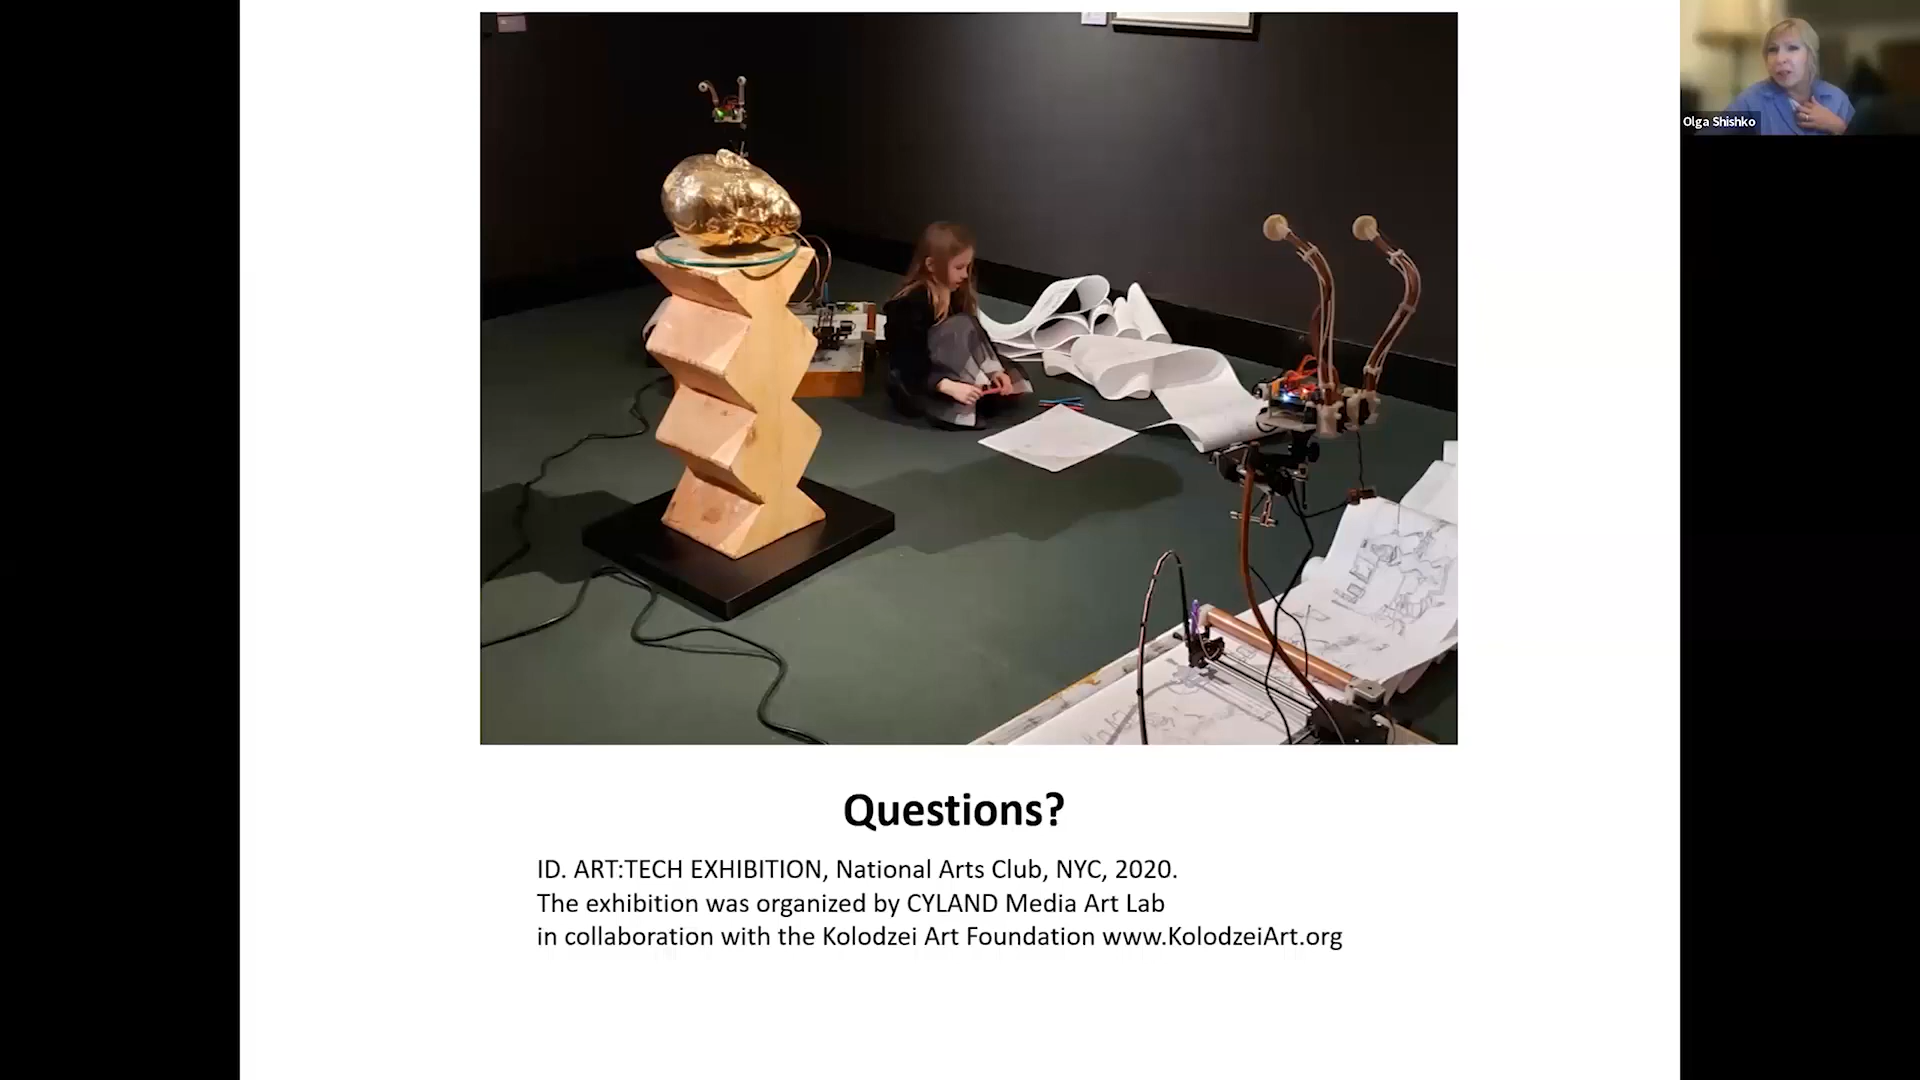 Olga Shishko
Questions?
ID. ART:TECH EXHIBITION, National Arts Club, NYC, 2020.
The exhibition was organized by CYLAND Media Art Lab
in collaboration with the Kolodzei Art Foundation www.KolodzeiArt.org